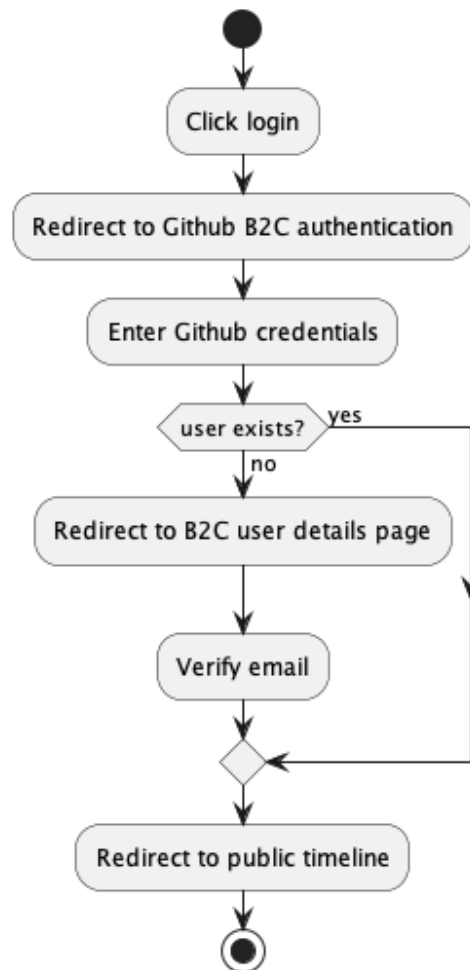 Click login
Redirect to Github B2C authentication
Enter Github credentials
user exists?
yes
no
Redirect to B2C user details page
Verify email
Redirect to public timeline